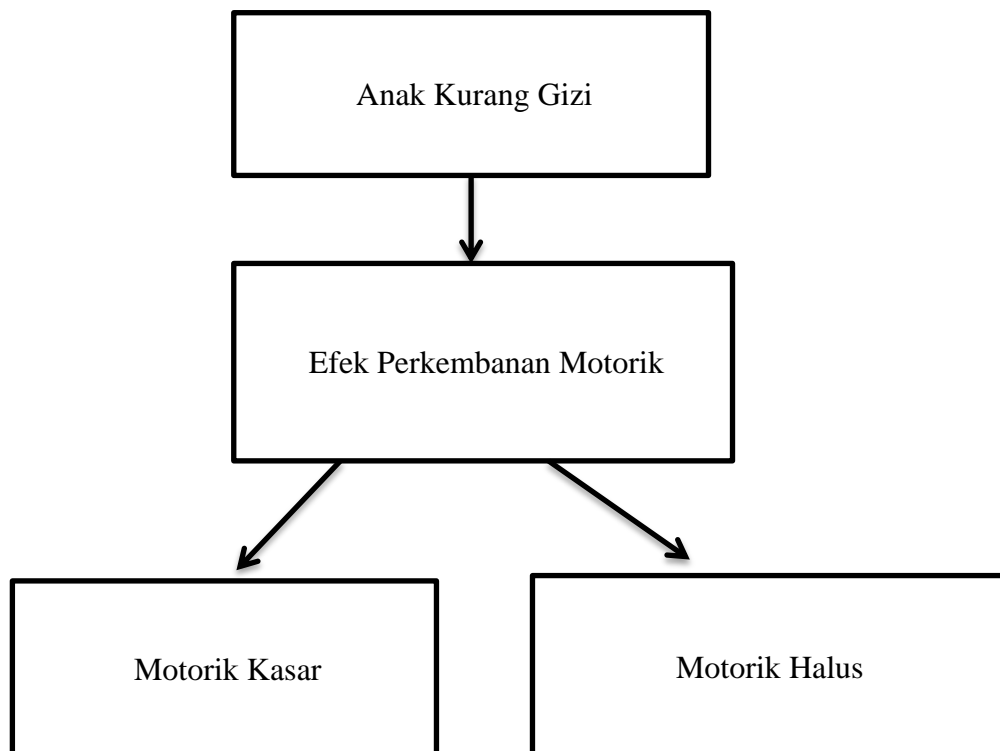 Anak Kurang Gizi
Efek Perkembanan Motorik
Motorik Kasar
Motorik Halus